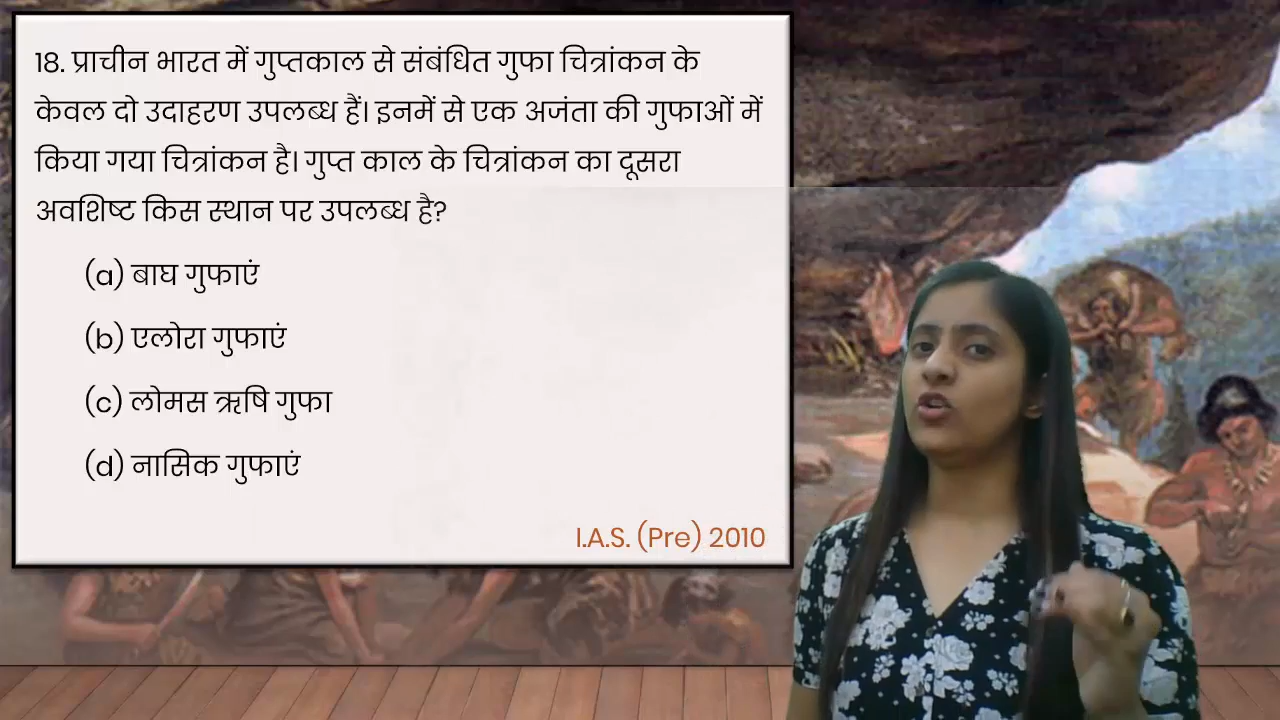 18. प्राचीन भारत में गुप्तकाल से संबंधित गुफा चित्रांकन के
केवल दो उदाहरण उपलब्ध हैं। इनमें से एक अजंता की गुफाओं में
किया गया चित्रांकन है। गुप्त काल के चित्रांकन का दूसरा
अवशिष्ट किस स्थान पर उपलब्ध है?
(a) बाघ गुफाएं
(b) एलोरा गुफाएं
(c) लोमस ऋषि गुफा
(d) नासिक गुफाएं
I.A.S. (Pre) 2010